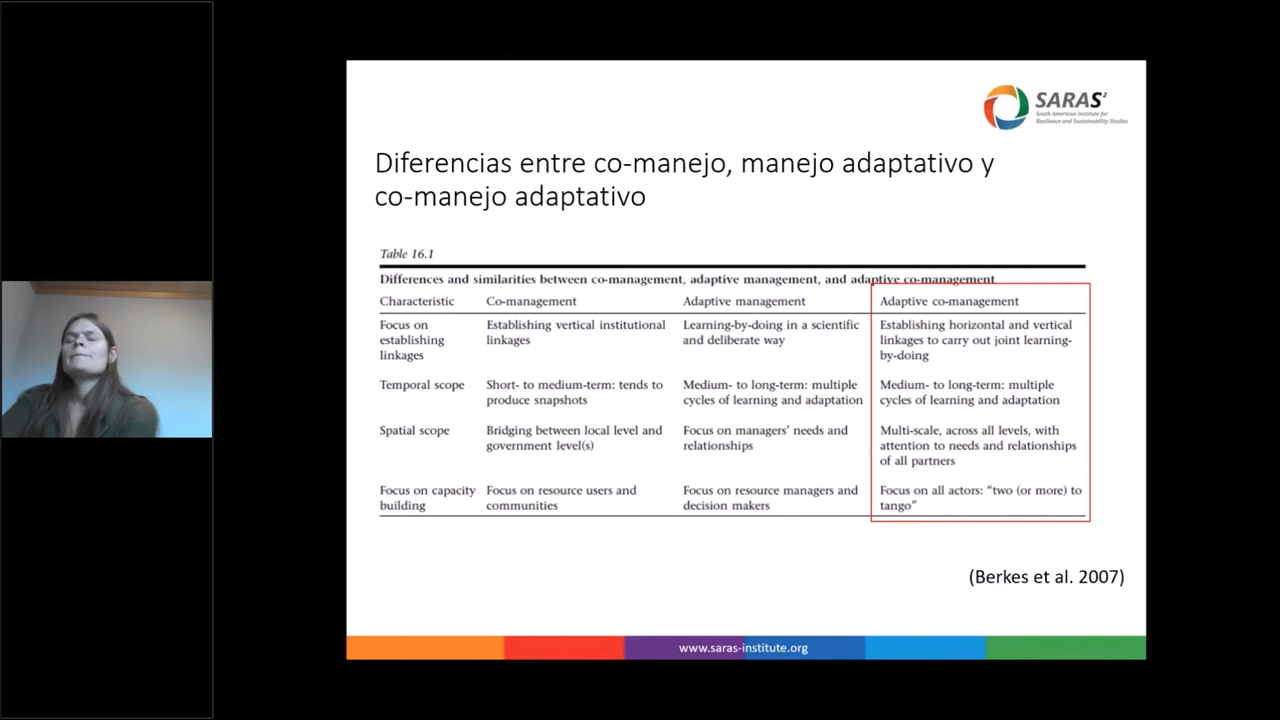 SARAS²
South American Institute for
Resilience and Sustainability Studies
Diferencias entre co-manejo, manejo adaptativo y
co-manejo adaptativo
Table 16.1
Differences and similarities between co-management, adaptive management, and adaptive co-management
Characteristic Co-management Adaptive management Adaptive co-management
Focus on Establishing vertical institutional Learning-by-doing in a scientific Establishing horizontal and vertical
establishing linkages and deliberate way linkages to carry out joint learning-
linkages by-doing
Temporal scope Short- to medium-term: tends to Medium- to long-term: multiple Medium- to long-term: multiple
produce snapshots cycles of learning and adaptation cycles of learning and adaptation
Spatial scope Bridging between local level and Focus on managers' needs and Multi-scale, across all levels, with
government level(s) relationships attention to needs and relationships
of all partners
Focus on capacity Focus on resource users and Focus on resource managers and Focus on all actors: "two (or more) to
building communities decision makers tango"
(Berkes et al. 2007)
www.saras-institute.org